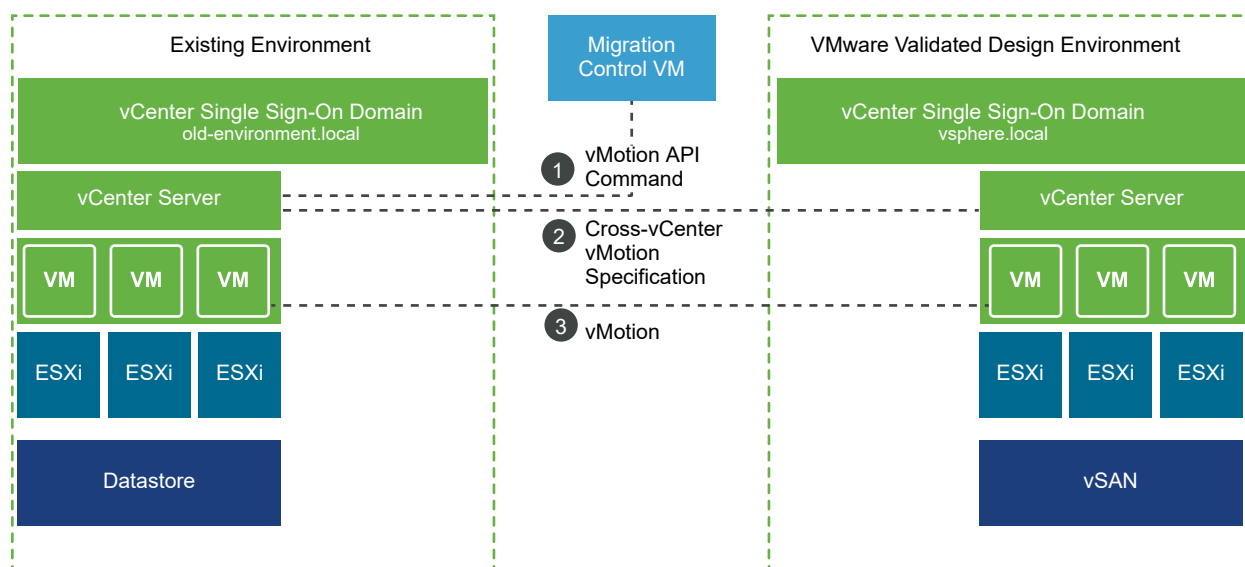 Existing Environment
Migration
Control VM
VMware Validated Design Environment
vCenter Single Sign-On Domain
old-environment.local
vCenter Single Sign-On Domain
vsphere.local
1
vMotion API
Command
vCenter Server
vCenter Server
2
Cross-vCenter
vMotion
Specification
VM VM VM
VM VM VM
3
vMotion
ESXi ESXi ESXi
ESXi ESXi ESXi
Datastore
vSAN